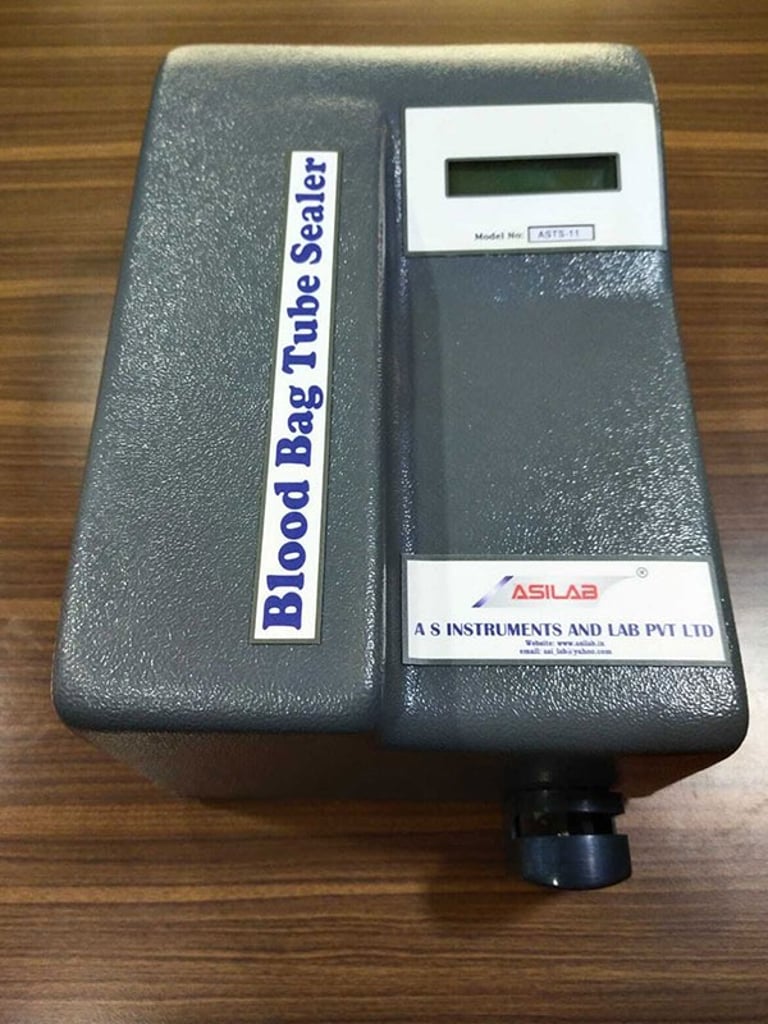 Blood Bag Tube Sealer
Model No: ASTS-11
ASILAB ®
A S INSTRUMENTS AND LAB PVT LTD
Website: www.asilab.in
email: sai_lab@yahoo.com